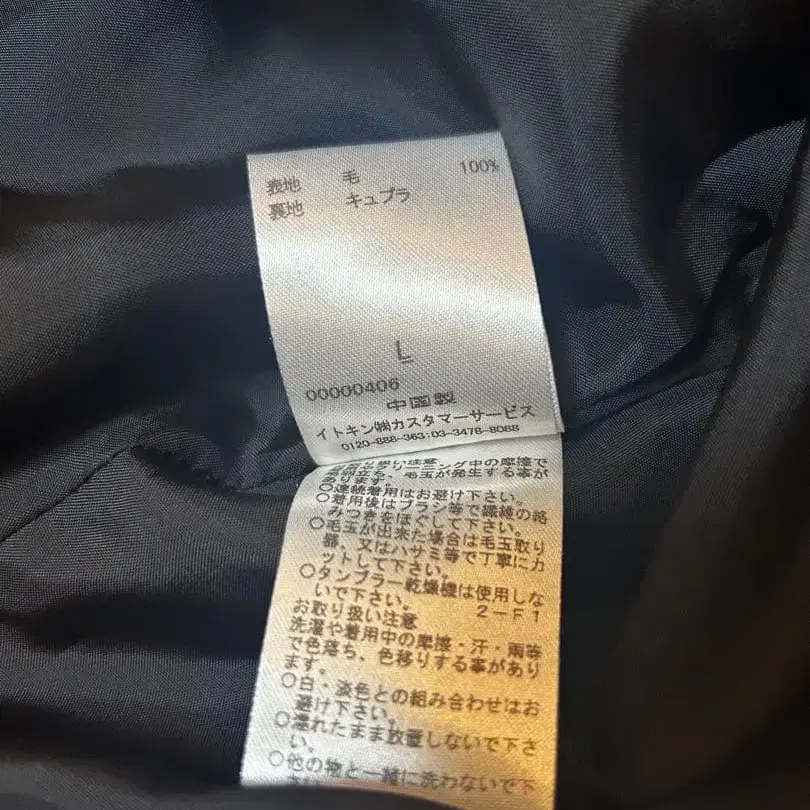 表地 毛 100%
裏地 キュプラ
L
00000406
中国製
イトキン㈱カスタマーサービス
0120-888-363:03-3478-8088
中の摩擦で
毛玉が発生する事が
あります。
○連続着用はお避け下さい。
○着用後はブラシ等で繊維の絡
みつきをほぐして下さい。
○毛玉が出来た場合は毛玉取り
器、又はハサミ等で丁寧にカ
ットして下さい。
○タンブラー乾燥機は使用しな
いで下さい。 2-F1
お取り扱い注意
洗濯や着用中の摩擦・汗・雨等
で色落ち、色移りする事があり
ます。
○白・淡色との組み合わせはお
避け下さい。
○濡れたまま放置しないで下さ
い。
○他の物と一緒に洗わないで下